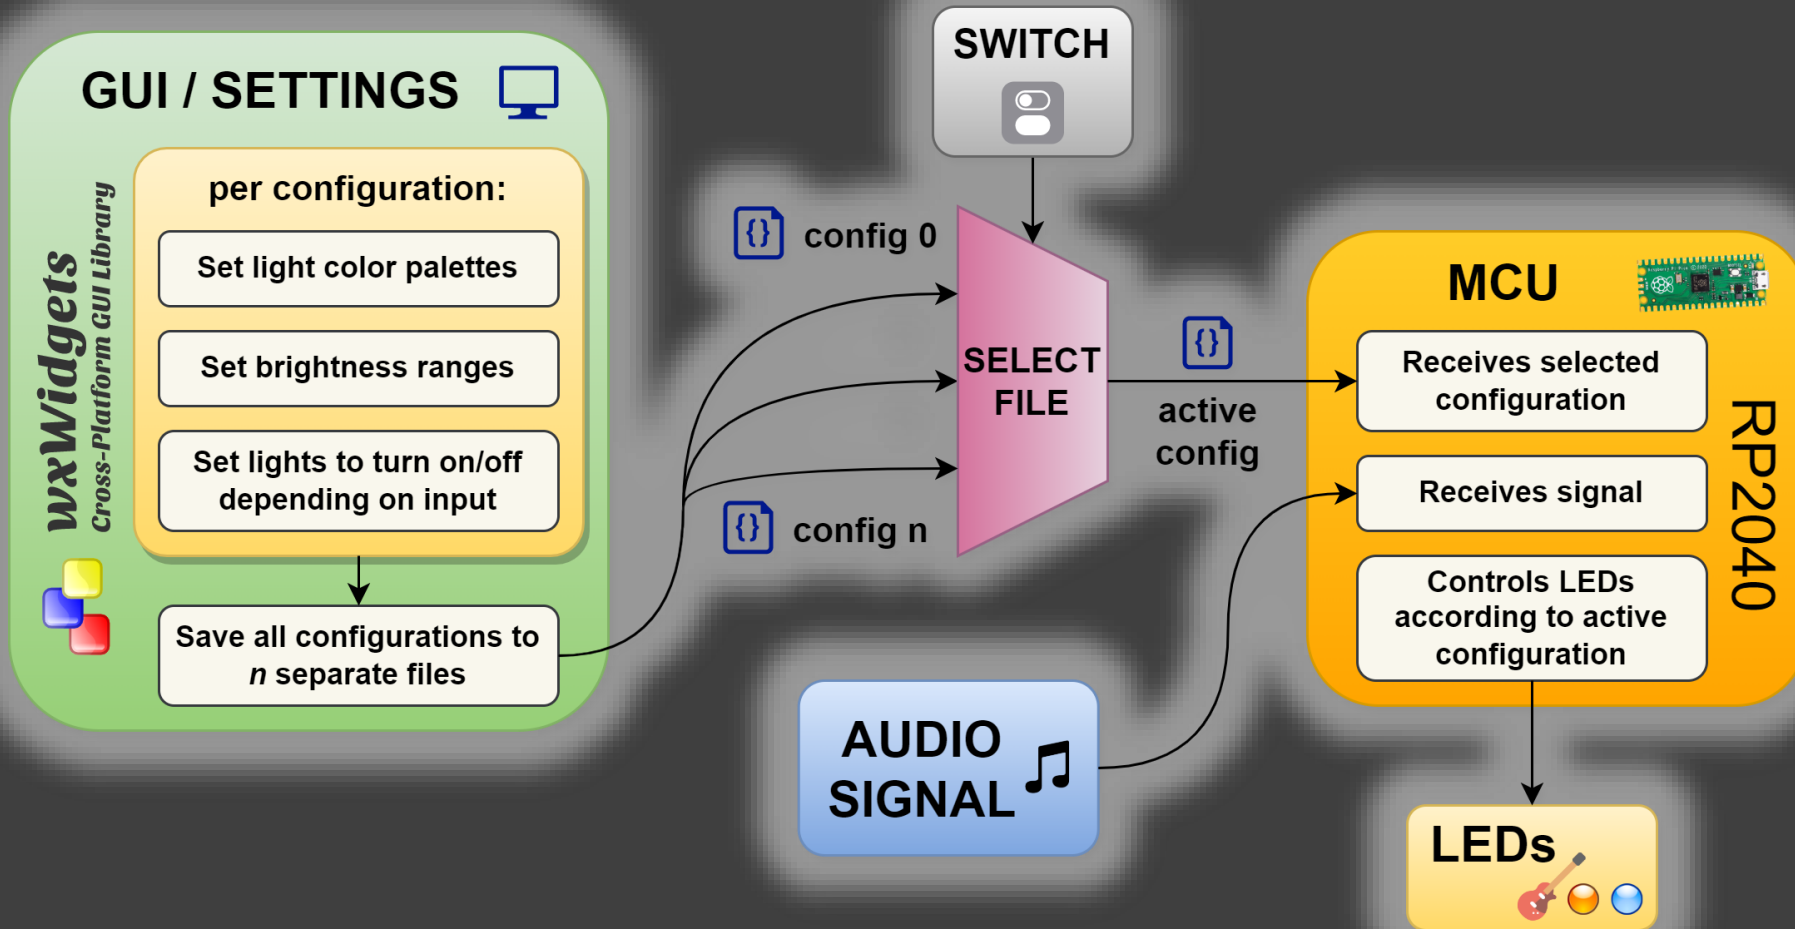 GUI / SETTINGS
wxWidgets
Cross-Platform GUI Library
per configuration:
Set light color palettes
Set brightness ranges
Set lights to turn on/off
depending on input
Save all configurations to
n separate files
SWITCH
{} config 0
SELECT
FILE
{} config n
{}
active
config
AUDIO
SIGNAL
MCU
Receives selected
configuration
Receives signal
Controls LEDs
according to active
configuration
RP2040
LEDs